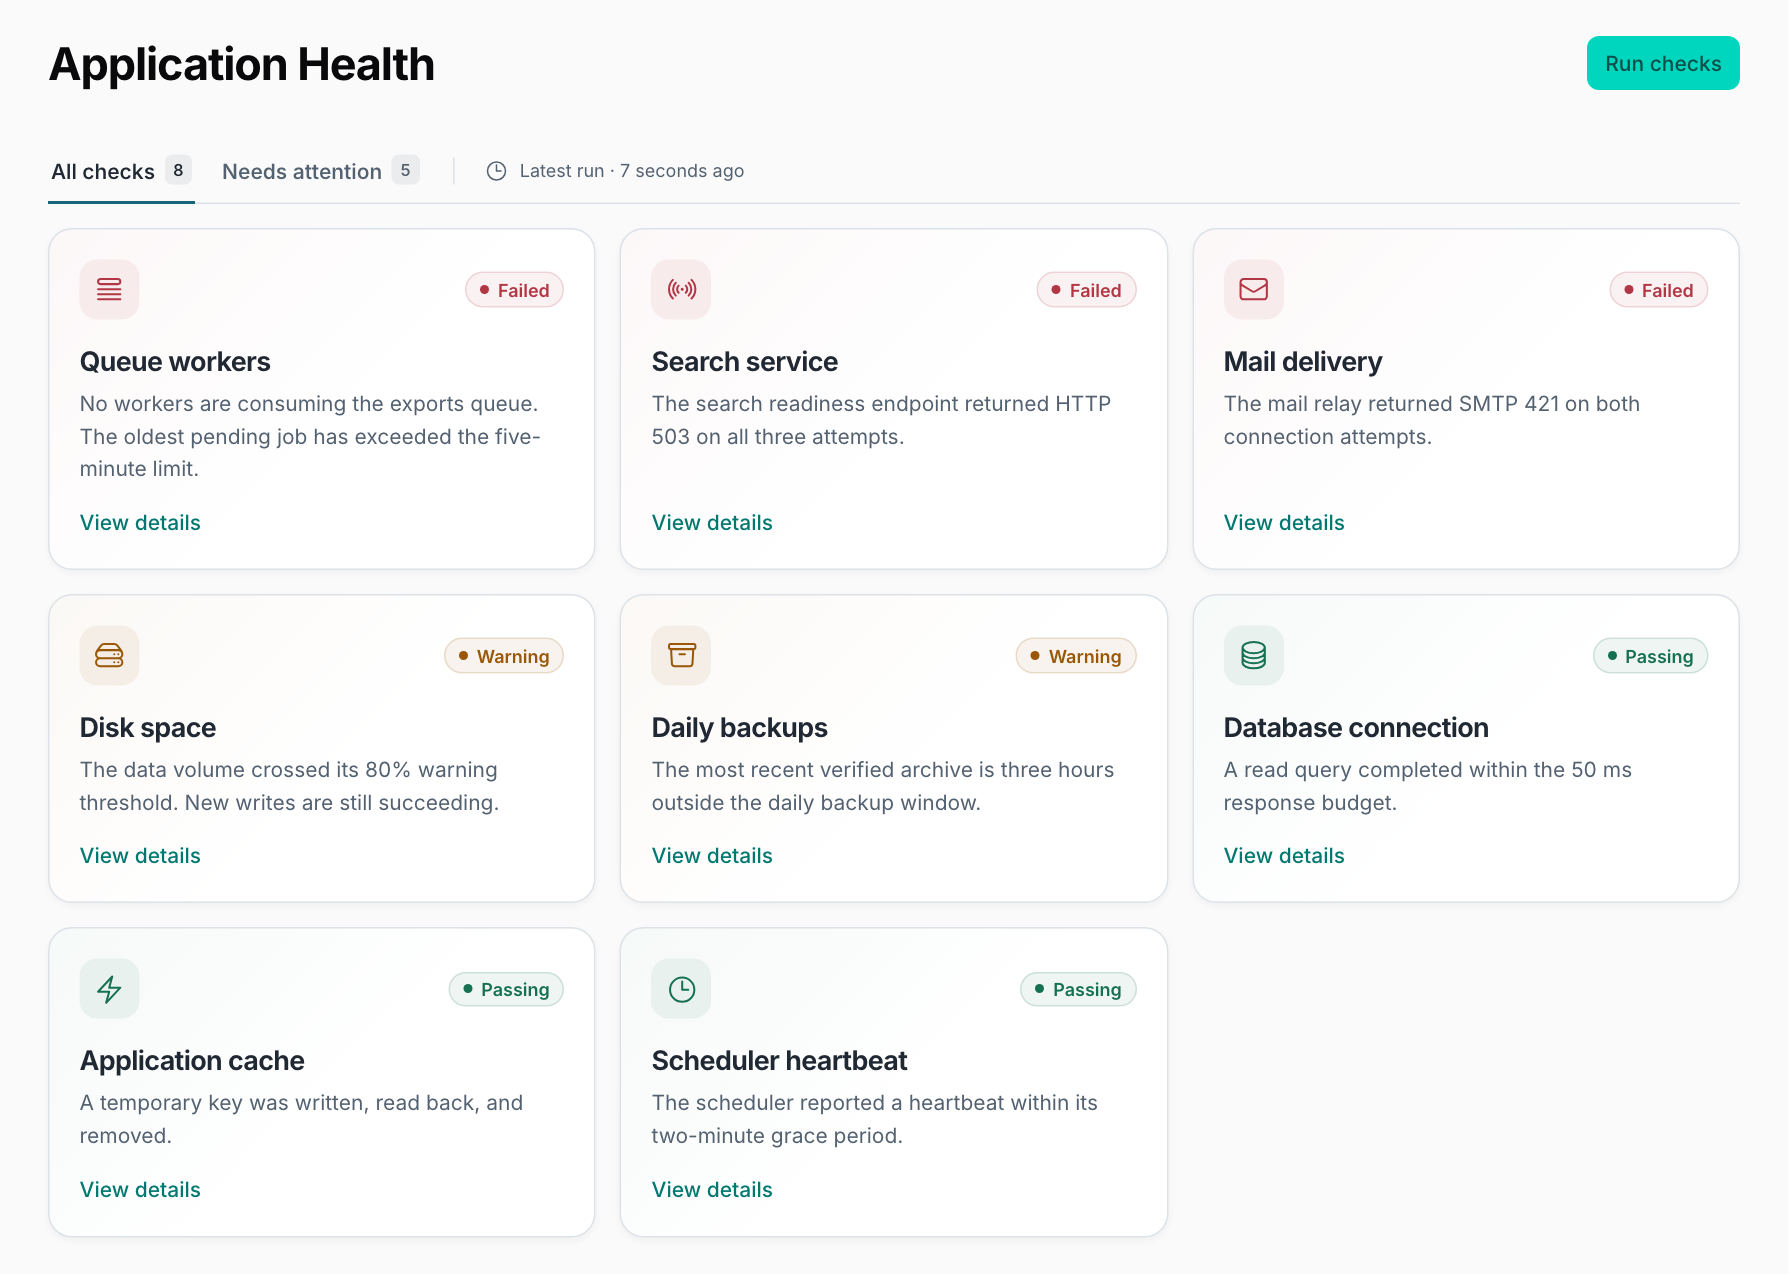 Application Health
Run checks
All checks 8
Needs attention 5
Latest run · 7 seconds ago
Failed
Queue workers
No workers are consuming the exports queue.
The oldest pending job has exceeded the five-
minute limit.
View details
Failed
Search service
The search readiness endpoint returned HTTP
503 on all three attempts.
View details
Failed
Mail delivery
The mail relay returned SMTP 421 on both
connection attempts.
View details
Warning
Disk space
The data volume crossed its 80% warning
threshold. New writes are still succeeding.
View details
Warning
Daily backups
The most recent verified archive is three hours
outside the daily backup window.
View details
Passing
Database connection
A read query completed within the 50 ms
response budget.
View details
Passing
Application cache
A temporary key was written, read back, and
removed.
View details
Passing
Scheduler heartbeat
The scheduler reported a heartbeat within its
two-minute grace period.
View details